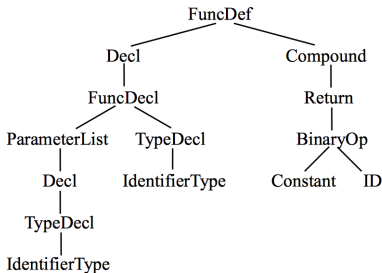 FuncDef
Decl Compound
FuncDecl Return
ParameterList TypeDecl BinaryOp
Decl IdentifierType Constant ID
TypeDecl
IdentifierType